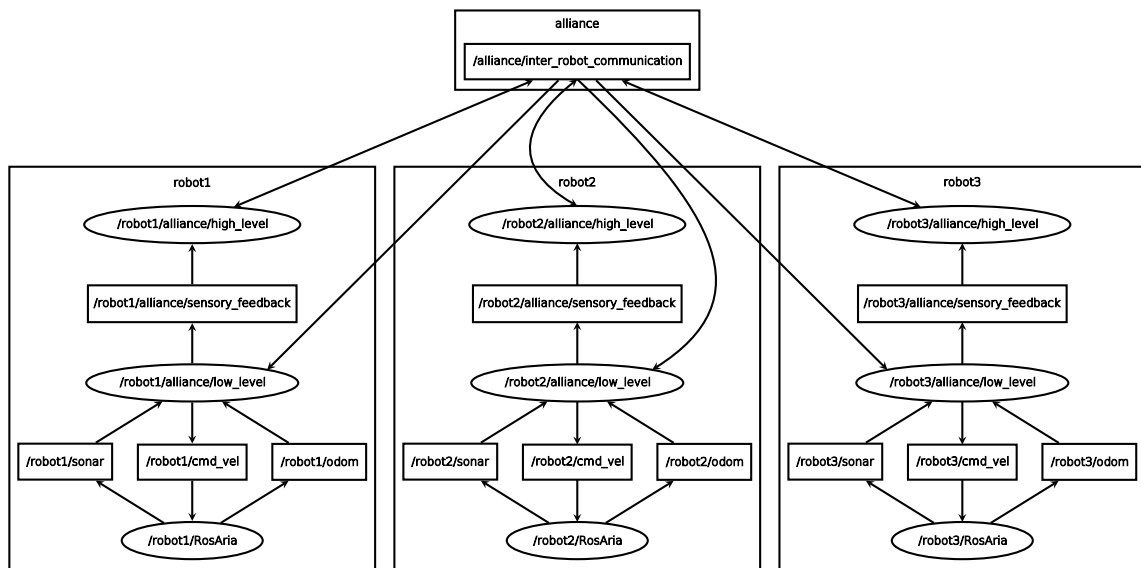 alliance
/alliance/inter_robot_communication
robot1
robot2
robot3
/robot1/alliance/high_level
/robot2/alliance/high_level
/robot3/alliance/high_level
/robot1/alliance/sensory_feedback
/robot2/alliance/sensory_feedback
/robot3/alliance/sensory_feedback
/robot1/alliance/low_level
/robot2/alliance/low_level
/robot3/alliance/low_level
/robot1/sonar
/robot1/cmd_vel
/robot1/odom
/robot2/sonar
/robot2/cmd_vel
/robot2/odom
/robot3/sonar
/robot3/cmd_vel
/robot3/odom
/robot1/RosAria
/robot2/RosAria
/robot3/RosAria